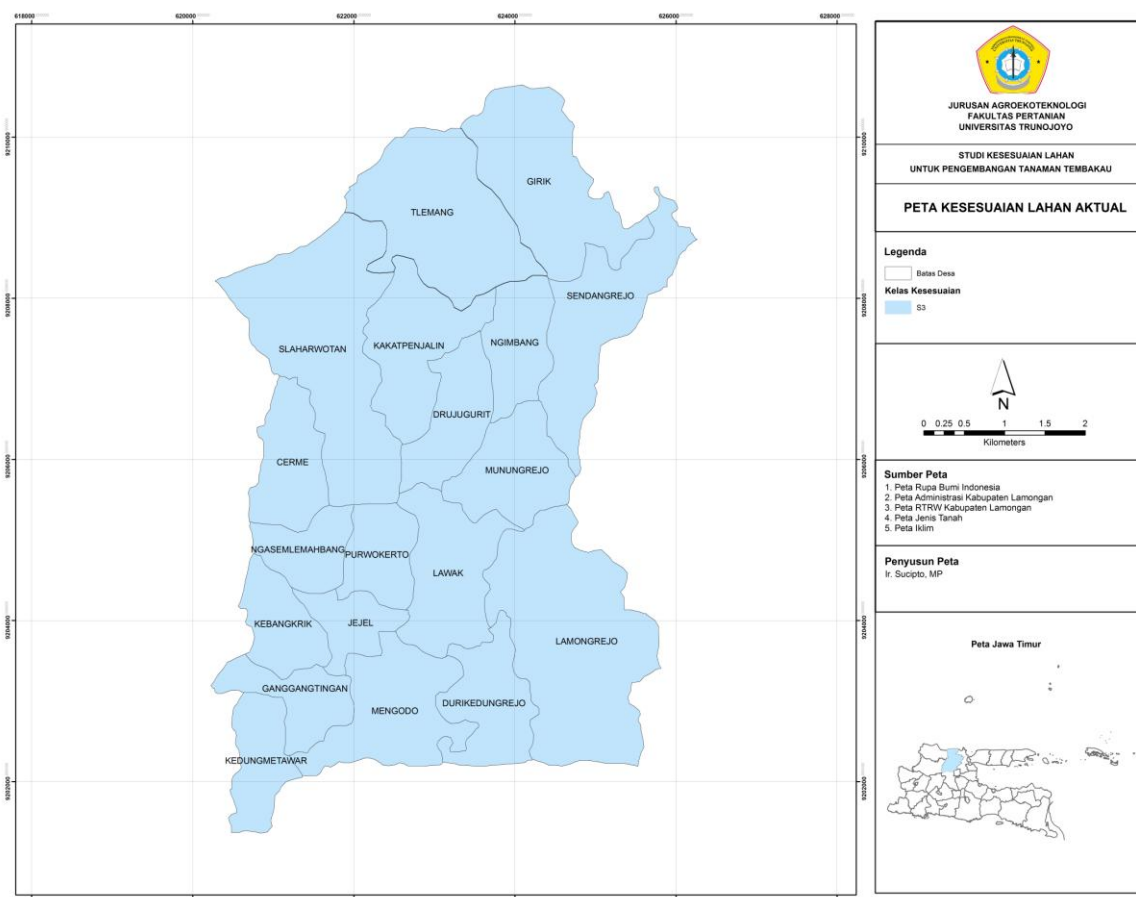 618000
620000
622000
624000
626000
628000
9210000
9210000
9208000
9208000
9206000
9206000
9204000
9204000
9202000
9202000
GIRIK
TLEMANG
SENDANGREJO
SLAHARWOTAN
KAKATPENJALIN
NGIMBANG
DRUJUGURIT
CERME
MUNUNGREJO
NGASEMLEMAHBANG
PURWOKERTO
LAWAK
KEBANGKRIK
JEJEL
LAMONGREJO
GANGGANGTINGAN
MENGODO
DURIKEDUNGREJO
KEDUNGMETAWAR
JURUSAN AGROEKOTEKNOLOGI
FAKULTAS PERTANIAN
UNIVERSITAS TRUNOJOYO
STUDI KESESUAIAN LAHAN
UNTUK PENGEMBANGAN TANAMAN TEMBAKAU
PETA KESESUAIAN LAHAN AKTUAL
Legenda
Batas Desa
Kelas Kesesuaian
S3
N
0 0.25 0.5 1 1.5 2
Kilometers
Sumber Peta
1. Peta Rupa Bumi Indonesia
2. Peta Administrasi Kabupaten Lamongan
3. Peta RTRW Kabupaten Lamongan
4. Peta Jenis Tanah
5. Peta Iklim
Penyusun Peta
Ir. Sucipto, MP
Peta Jawa Timur